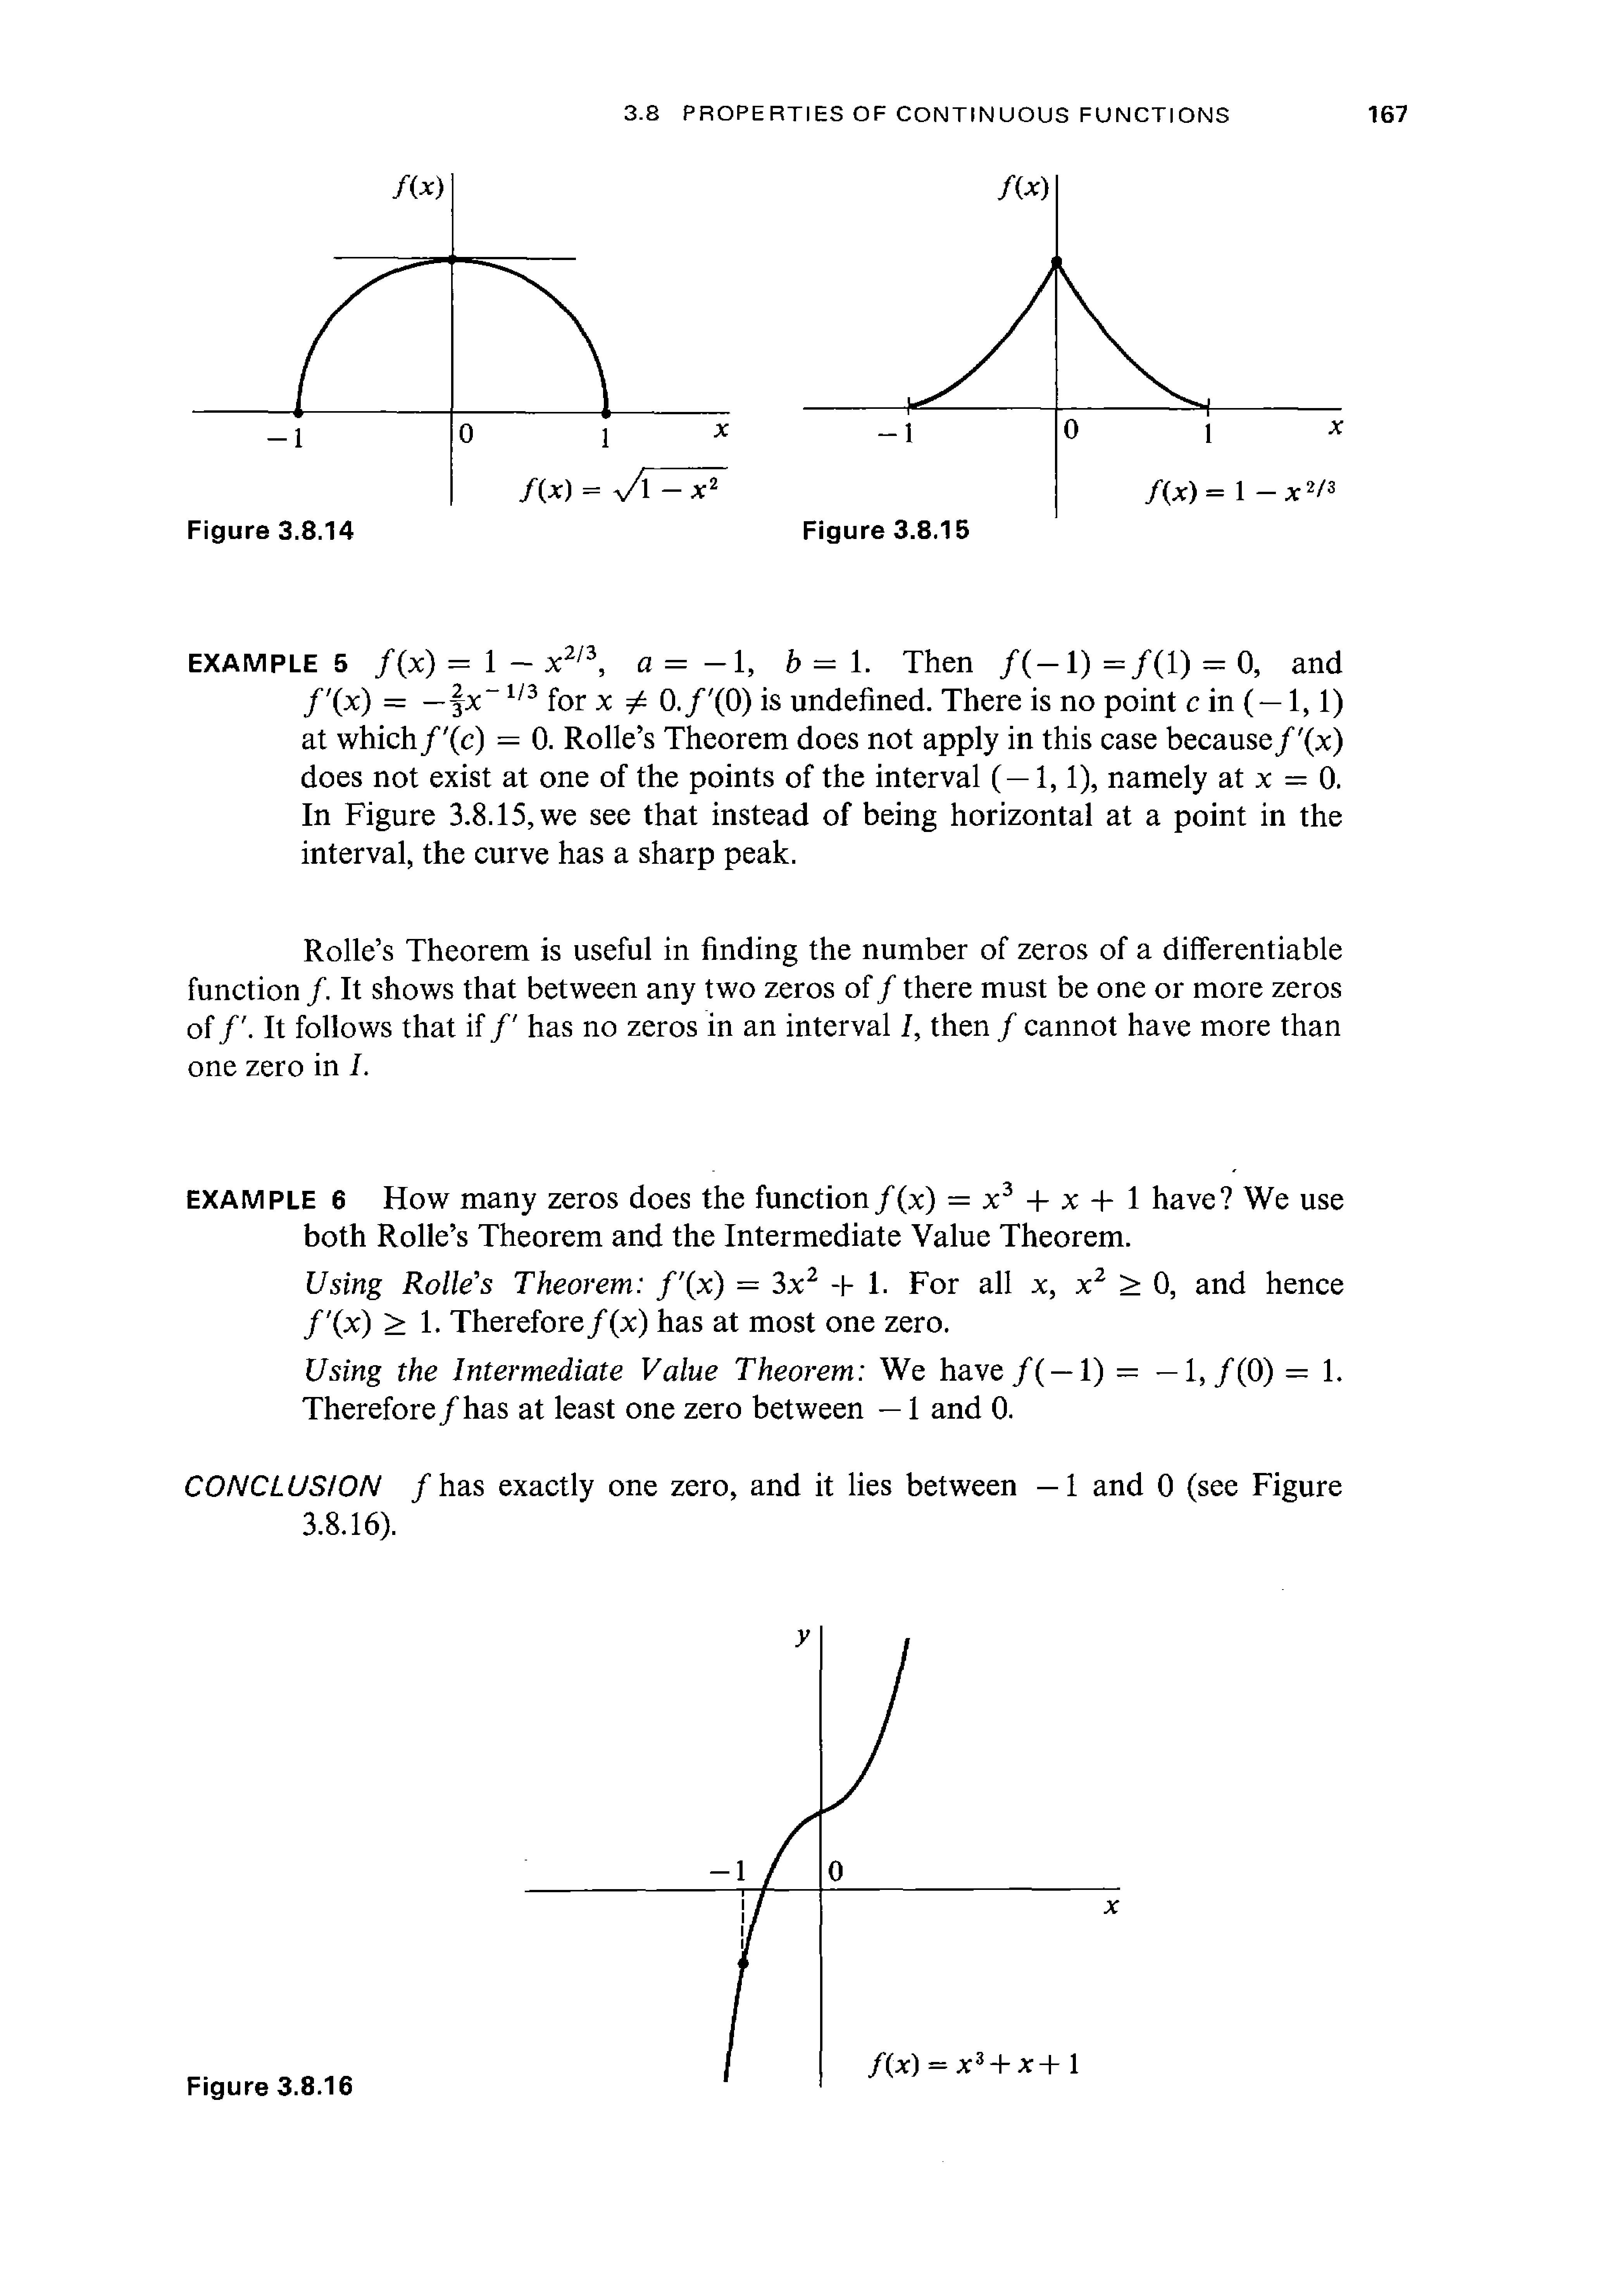 3.8 PROPERTIES OF CONTINUOUS FUNCTIONS 167
f(x)
−1 0 1 x
f(x) = √1 − x²
Figure 3.8.14
f(x)
−1 0 1 x
f(x) = 1 − x^2/3
Figure 3.8.15
EXAMPLE 5 f(x) = 1 − x^2/3, a = −1, b = 1. Then f(−1) = f(1) = 0, and
f′(x) = −⅔x^−1/3 for x ≠ 0. f′(0) is undefined. There is no point c in (−1, 1)
at which f′(c) = 0. Rolle's Theorem does not apply in this case because f′(x)
does not exist at one of the points of the interval (−1, 1), namely at x = 0.
In Figure 3.8.15, we see that instead of being horizontal at a point in the
interval, the curve has a sharp peak.
Rolle's Theorem is useful in finding the number of zeros of a differentiable
function f. It shows that between any two zeros of f there must be one or more zeros
of f′. It follows that if f′ has no zeros in an interval I, then f cannot have more than
one zero in I.
EXAMPLE 6 How many zeros does the function f(x) = x³ + x + 1 have? We use
both Rolle's Theorem and the Intermediate Value Theorem.
Using Rolle's Theorem: f′(x) = 3x² + 1. For all x, x² ≥ 0, and hence
f′(x) ≥ 1. Therefore f(x) has at most one zero.
Using the Intermediate Value Theorem: We have f(−1) = −1, f(0) = 1.
Therefore f has at least one zero between −1 and 0.
CONCLUSION f has exactly one zero, and it lies between −1 and 0 (see Figure
3.8.16).
y
−1 0
x
f(x) = x³ + x + 1
Figure 3.8.16